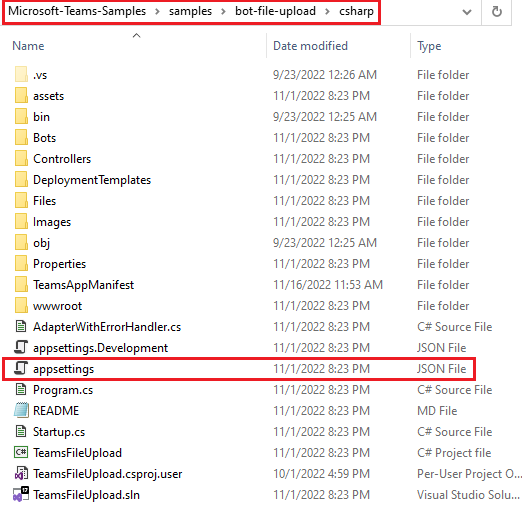 Microsoft-Teams-Samples > samples > bot-file-upload > csharp
Name Date modified Type
.vs 9/23/2022 12:26 AM File folder
assets 11/1/2022 8:23 PM File folder
bin 9/23/2022 12:25 AM File folder
Bots 11/1/2022 8:23 PM File folder
Controllers 11/1/2022 8:23 PM File folder
DeploymentTemplates 11/1/2022 8:23 PM File folder
Files 11/1/2022 8:23 PM File folder
Images 11/1/2022 8:23 PM File folder
obj 9/23/2022 12:25 AM File folder
Properties 11/1/2022 8:23 PM File folder
TeamsAppManifest 11/16/2022 11:53 AM File folder
wwwroot 11/1/2022 8:23 PM File folder
AdapterWithErrorHandler.cs 11/1/2022 8:23 PM C# Source File
appsettings.Development 11/1/2022 8:23 PM JSON File
appsettings 11/1/2022 8:23 PM JSON File
Program.cs 11/1/2022 8:23 PM C# Source File
README 11/1/2022 8:23 PM MD File
Startup.cs 11/1/2022 8:23 PM C# Source File
TeamsFileUpload 11/1/2022 8:23 PM C# Project file
TeamsFileUpload.csproj.user 10/1/2022 4:59 PM Per-User Project O...
TeamsFileUpload.sln 11/1/2022 8:23 PM Visual Studio Solu...